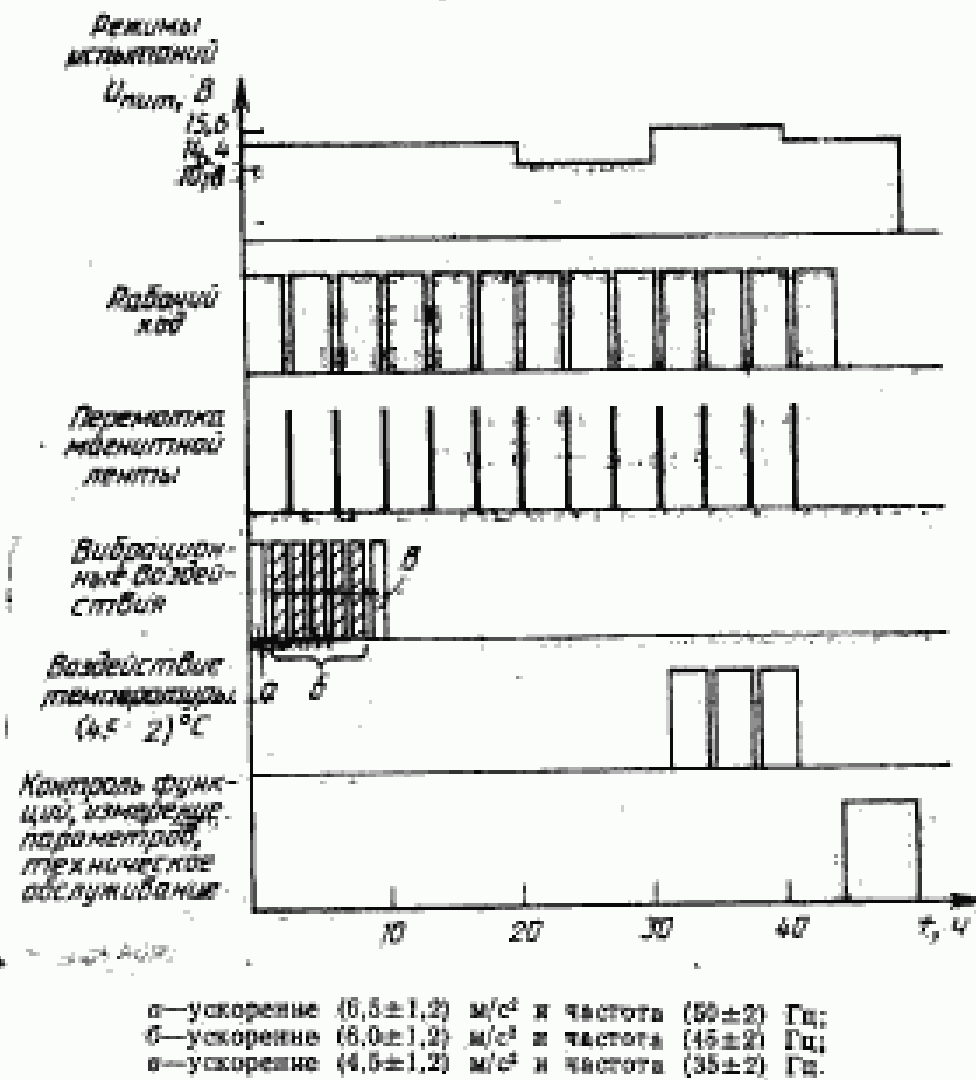 Режимы
испытаний
Uпит, В
15,6
14,4
10,8
Рабочий
ход
Перемотка
магнитной
ленты
Вибрацион-
ные воздей-
ствия
в
а
б
Воздействие
температуры
2) °С
Контроль функ-
ций, измерение
параметров,
техническое
обслуживание
10
20
30
40
t, ч
а—ускорение (6,5±1,2) м/с² и частота (50±2) Гц;
б—ускорение (6,0±1,2) м/с² и частота (45±2) Гц;
в—ускорение (4,5±1,2) м/с² и частота (35±2) Гц.